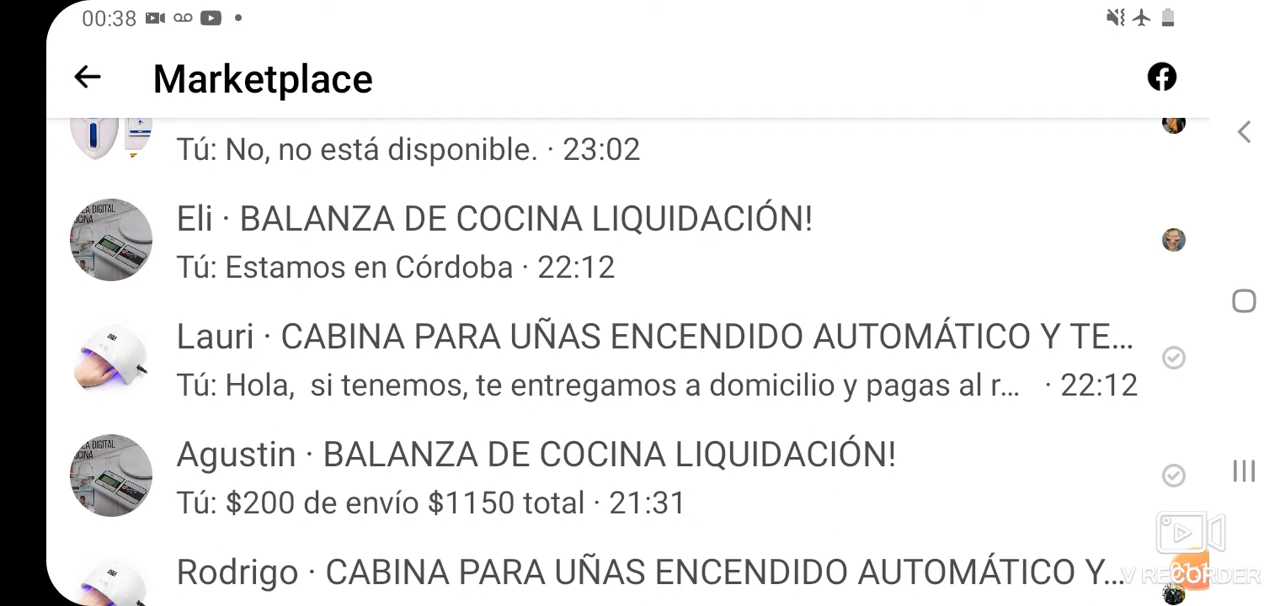 00:38
Marketplace
Tú: No, no está disponible. · 23:02
Eli · BALANZA DE COCINA LIQUIDACIÓN!
Tú: Estamos en Córdoba · 22:12
Lauri · CABINA PARA UÑAS ENCENDIDO AUTOMÁTICO Y TE...
Tú: Hola, si tenemos, te entregamos a domicilio y pagas al r... · 22:12
Agustin · BALANZA DE COCINA LIQUIDACIÓN!
Tú: $200 de envío $1150 total · 21:31
Rodrigo · CABINA PARA UÑAS ENCENDIDO AUTOMÁTICO Y...
V RECORDER